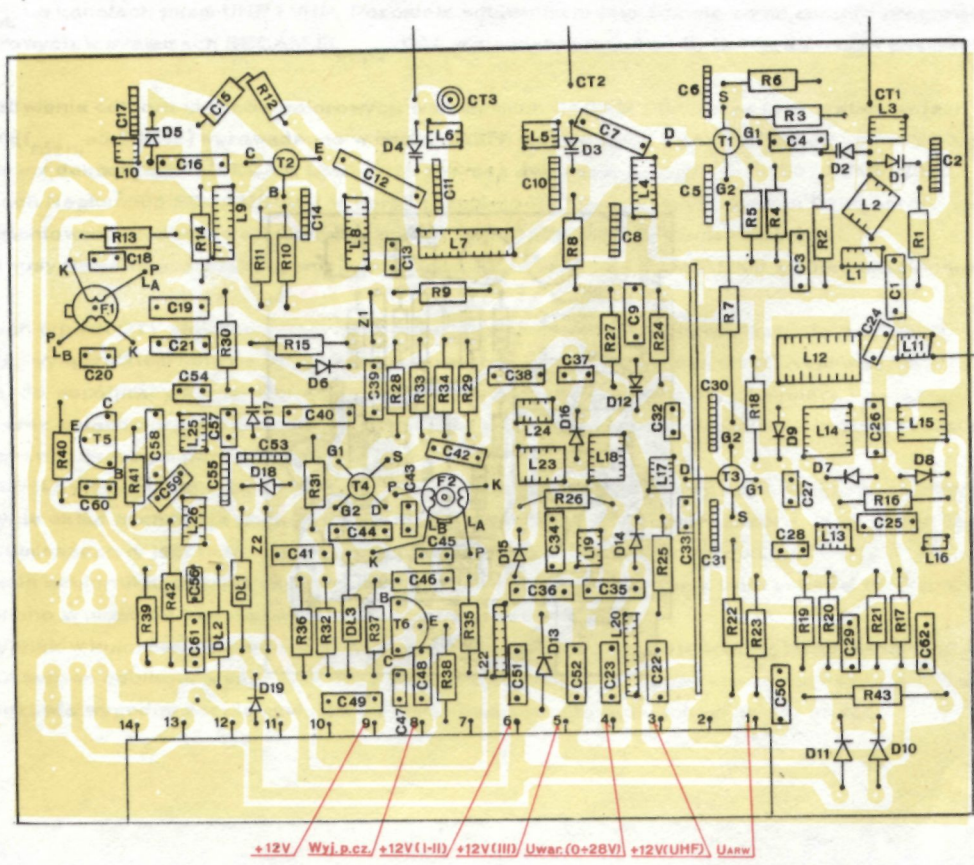 C6 R6 CT2 CT1
C17 C15 R12 CT3 L3
D5 L6 L5 D3 C7 S R3
D4 D T1 G1 C4
L10 C16 C T2 E D2 D1 C2
C12 C11 C10 L4 C5 G2
B L2
R14 L9 C14 L8 R8 C8 R5 R4 R2 R1
R13 R11 R10 C13 L7 C3 L1
K C18 P C1
LA R9
F1 C19 Z1 R27 C9 R24 R7
P K R30 C24
LB C21 R15 L12 L11
C20 D6 C39 R28 R33 R34 R29 C38 C37
C54 D12 C30 R18
D17 C40 D16 C32
C E T5 C58 L25 C57 L24 D9 L14 C26 L15
R40 C42 G2
R41 C53 G1 S L23 L18
B C59 C55 D18 R31 T4 P C43 F2 K L17 D T3 G1 D7 D8
C60 G2 D R26 C27 R16
L26 LB LA C33 S C25
Z2 C44 C34 L19 D14 C31 L13
C41 K C45 P D15 R25 C28 L16
C56 DL1 C46 C36 C35
R39 R42 B
C61 DL2 R36 R32 DL3 R37 T6 E R35 L20 R22 R23 R19 R20 C29 R21 R17 C62
C L22 D13
D19 C48 R38 C51 C52 C23 C22 C50 R43
C49 C47
14 13 12 11 10 9 8 7 6 5 4 3 2 1
D11 D10
+12V Wyj.p.cz. +12V(I-II) +12V(III) Uwar.(0÷28V) +12V(UHF) UARW